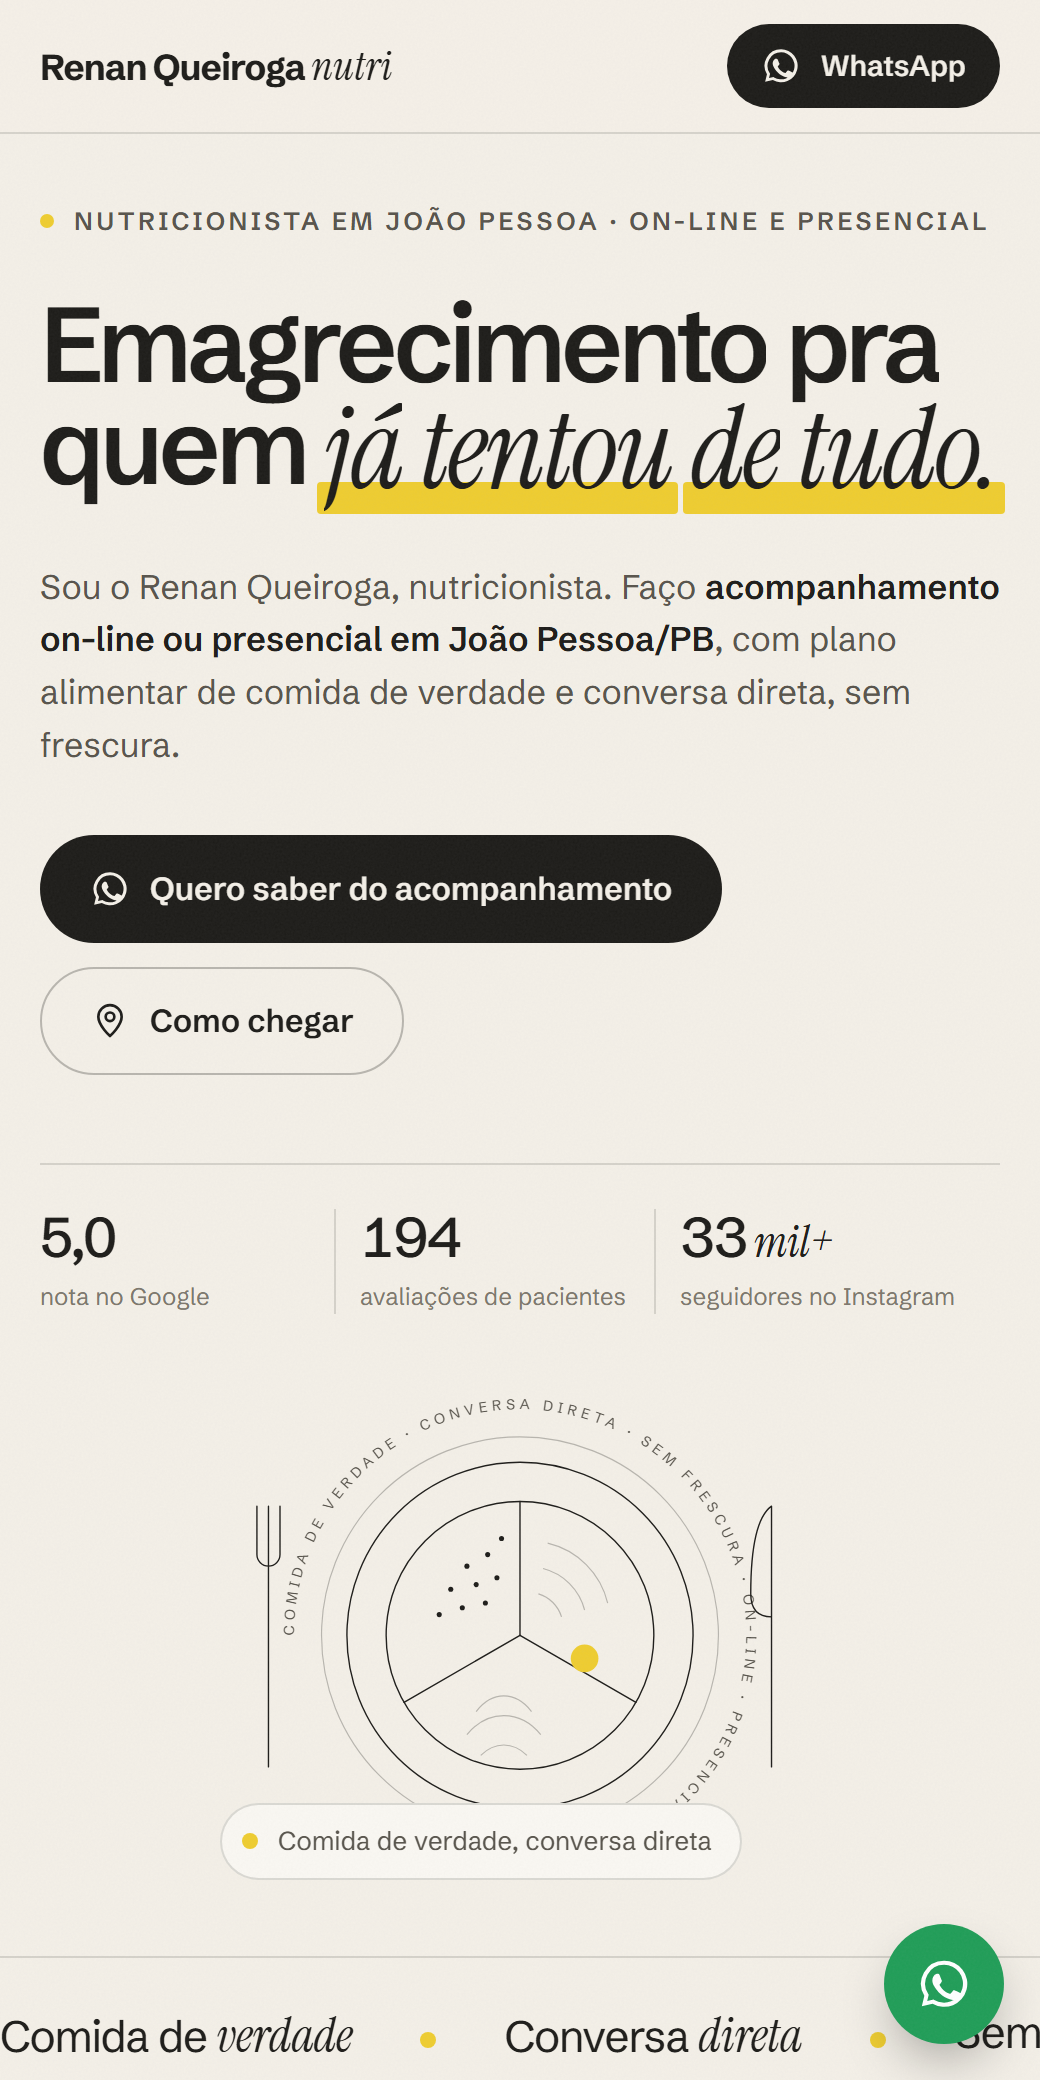 Renan Queiroga nutri
WhatsApp
NUTRICIONISTA EM JOÃO PESSOA · ON-LINE E PRESENCIAL
Emagrecimento pra
quem já tentou de tudo.
Sou o Renan Queiroga, nutricionista. Faço acompanhamento
on-line ou presencial em João Pessoa/PB, com plano
alimentar de comida de verdade e conversa direta, sem
frescura.
Quero saber do acompanhamento
Como chegar
5,0
nota no Google
194
avaliações de pacientes
33 mil+
seguidores no Instagram
COMIDA DE VERDADE · CONVERSA DIRETA · SEM FRESCURA · ON-LINE ·
Comida de verdade, conversa direta
Comida de verdade
Conversa direta
Sem